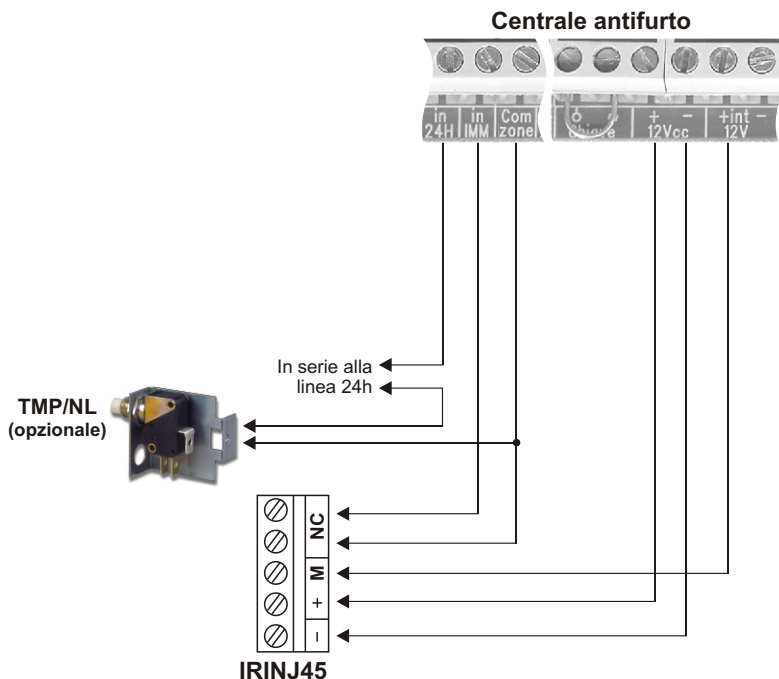 Centrale antifurto
in in Com
24H IMM zone
Chiave
+ -
12Vcc
+int -
12V
In serie alla
linea 24h
TMP/NL
(opzionale)
NC
M
+
-
IRINJ45